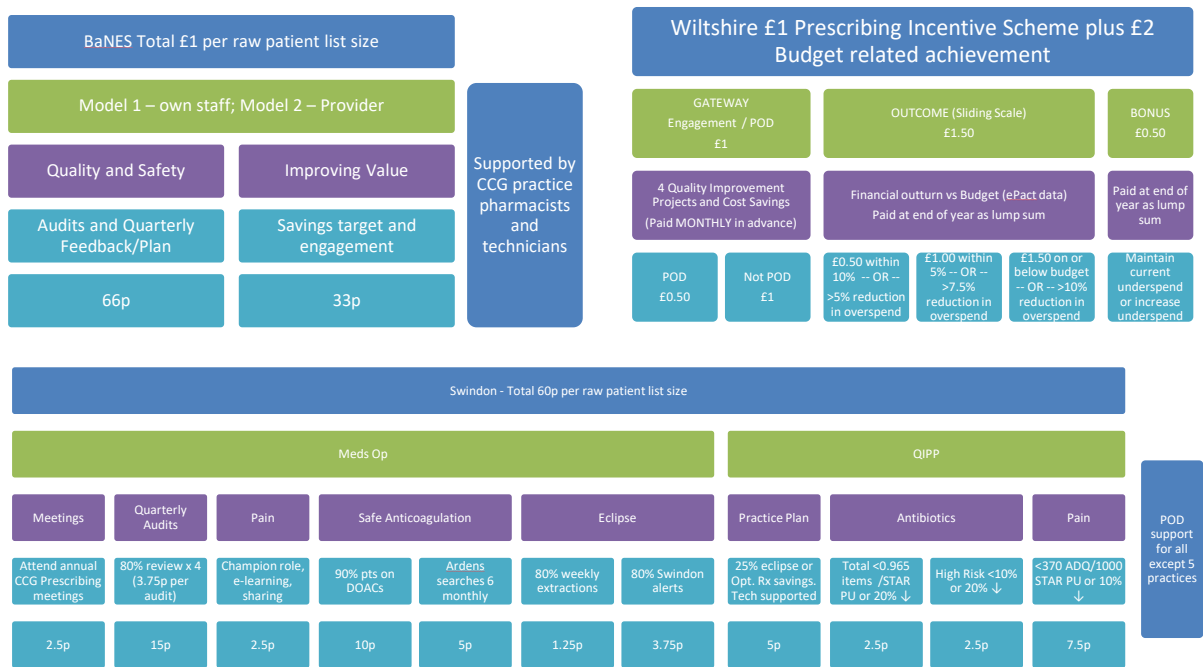 BaNES Total £1 per raw patient list size
Model 1 – own staff; Model 2 – Provider
Quality and Safety
Improving Value
Audits and Quarterly
Feedback/Plan
Savings target and
engagement
66p
33p
Supported by
CCG practice
pharmacists
and
technicians
Wiltshire £1 Prescribing Incentive Scheme plus £2
Budget related achievement
GATEWAY
Engagement / POD
£1
OUTCOME (Sliding Scale)
£1.50
BONUS
£0.50
4 Quality Improvement
Projects and Cost Savings
(Paid MONTHLY in advance)
Financial outturn vs Budget (ePact data)
Paid at end of year as lump sum
Paid at end of
year as lump
sum
POD
£0.50
Not POD
£1
£0.50 within
10% -- OR --
>5% reduction
in overspend
£1.00 within
5% -- OR --
>7.5%
reduction in
overspend
£1.50 on or
below budget
-- OR -- >10%
reduction in
overspend
Maintain
current
underspend
or increase
underspend
Swindon - Total 60p per raw patient list size
Meds Op
QIPP
Meetings
Quarterly
Audits
Pain
Safe Anticoagulation
Eclipse
Practice Plan
Antibiotics
Pain
Attend annual
CCG Prescribing
meetings
80% review x 4
(3.75p per
audit)
Champion role,
e-learning,
sharing
90% pts on
DOACs
Ardens
searches 6
monthly
80% weekly
extractions
80% Swindon
alerts
25% eclipse or
Opt. Rx savings.
Tech supported
Total <0.965
items /STAR
PU or 20% ↓
High Risk <10%
or 20% ↓
<370 ADQ/1000
STAR PU or 10%
↓
2.5p
15p
2.5p
10p
5p
1.25p
3.75p
5p
2.5p
2.5p
7.5p
POD
support
for all
except 5
practices